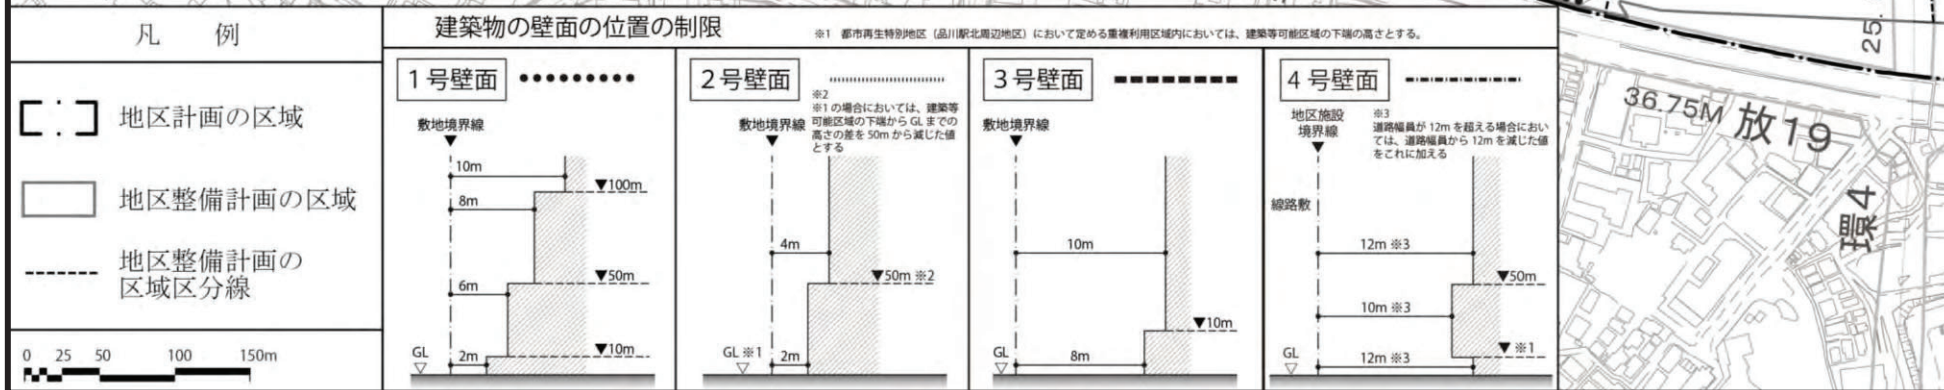 凡 例
地区計画の区域
地区整備計画の区域
地区整備計画の
区域区分線
0 25 50 100 150m
建築物の壁面の位置の制限
※1 都市再生特別地区（品川駅北周辺地区）において定める重複利用区域内においては、建築等可能区域の下端の高さとする。
1号壁面
敷地境界線
10m
▼100m
8m
▼50m
6m
▼10m
GL
2m
2号壁面
※2
※1の場合においては、建築等
可能区域の下端からGLまでの
高さの差を50mから減じた値
とする
敷地境界線
4m
▼50m ※2
GL ※1
2m
3号壁面
敷地境界線
10m
▼10m
GL
8m
4号壁面
地区施設
境界線
※3
道路幅員が12mを超える場合におい
ては、道路幅員から12mを減じた値
をこれに加える
線路敷
12m ※3
▼50m
10m ※3
▼※1
GL
12m ※3
25.
36.75M 放19
環4